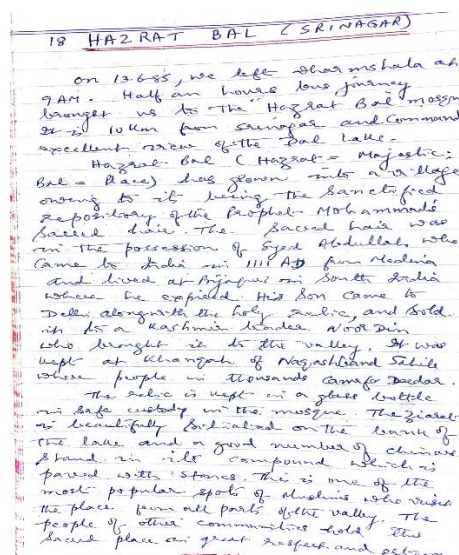 18 HAZRAT BAL (SRINAGAR)
On 13.6.85, we left Dharmshala at
9 AM. Half an hours bus journey
brought us to the "Hazrat Bal" mosque
It is 10 Km from Srinagar and Command
excellent view of the Dal Lake.
Hazrat-Bal (Hazrat = Majestic;
Bal = Place) has grown into a village
owing to its being the Sanctified
repository of the Prophet Mohammad's
Sacred hair. The Sacred hair was
in the possession of Syed Abdullah, who
Came to India in 1111 AD from Medina
and lived at Bijapur in South India
where he expired. His Son Came to
Delhi alongwith the holy relic, and Sold
it to a Kashmir trader Noor Din
who brought it to the valley. It was
kept at Khangah of Naqashband Sahib
where people in thousands came for Deedar.
The relic is kept in a glass bottle
in safe custody in the mosque. The Ziarat
is beautifully Situated on the bank of
the lake and a good number of chinars
stand in its compound which is
paved with Stones. This is one of the
most popular spots of Muslims who visit
the place from all parts of the valley. The
people of other communities hold this
Sacred place in great respect and esteem